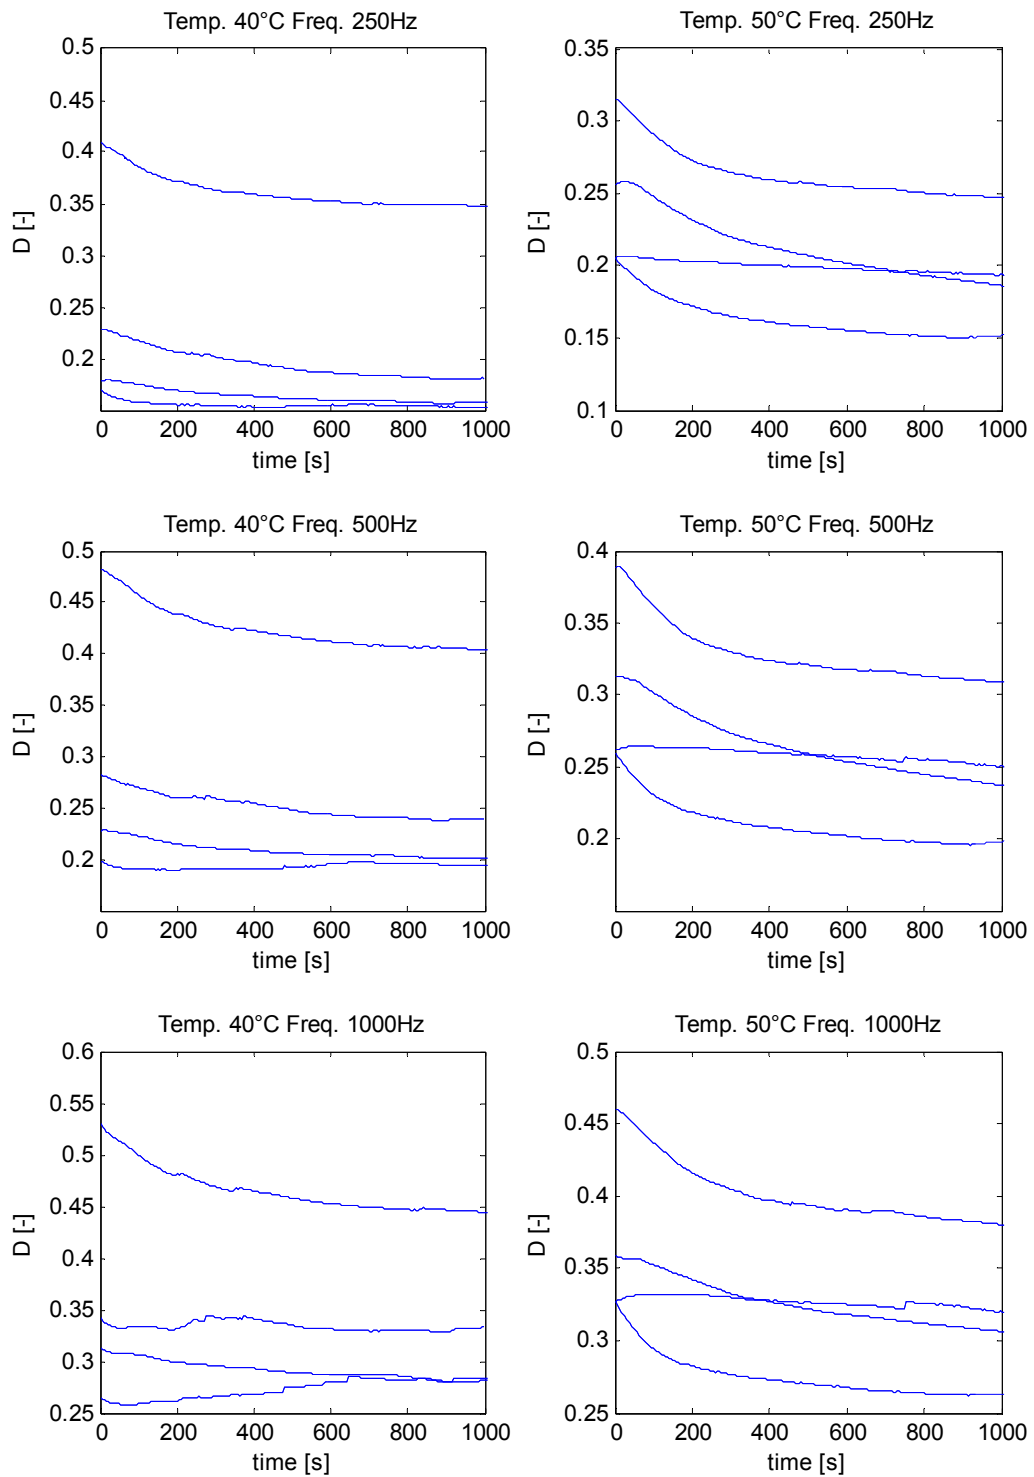 Temp. 40°C Freq. 250Hz
0.5
0.45
0.4
0.35
0.3
0.25
0.2
D [-]
0 200 400 600 800 1000
time [s]
Temp. 50°C Freq. 250Hz
0.35
0.3
0.25
0.2
0.15
0.1
D [-]
0 200 400 600 800 1000
time [s]
Temp. 40°C Freq. 500Hz
0.5
0.45
0.4
0.35
0.3
0.25
0.2
D [-]
0 200 400 600 800 1000
time [s]
Temp. 50°C Freq. 500Hz
0.4
0.35
0.3
0.25
0.2
D [-]
0 200 400 600 800 1000
time [s]
Temp. 40°C Freq. 1000Hz
0.6
0.55
0.5
0.45
0.4
0.35
0.3
0.25
D [-]
0 200 400 600 800 1000
time [s]
Temp. 50°C Freq. 1000Hz
0.5
0.45
0.4
0.35
0.3
0.25
D [-]
0 200 400 600 800 1000
time [s]